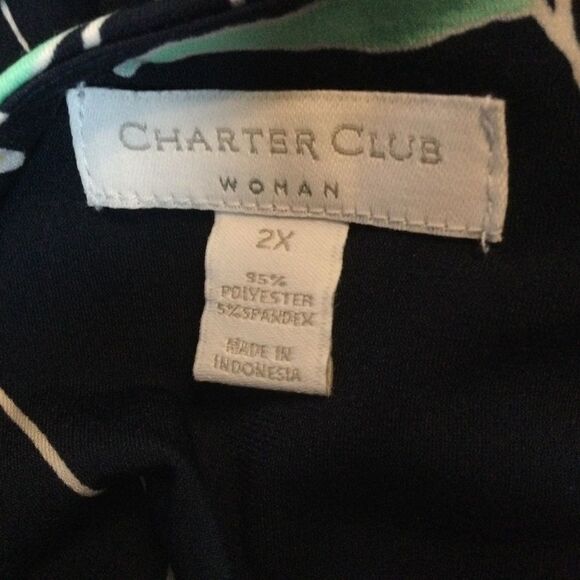 CHARTER CLUB
WOMAN
2X
95%
POLYESTER
5%SPANDEX
MADE IN
INDONESIA